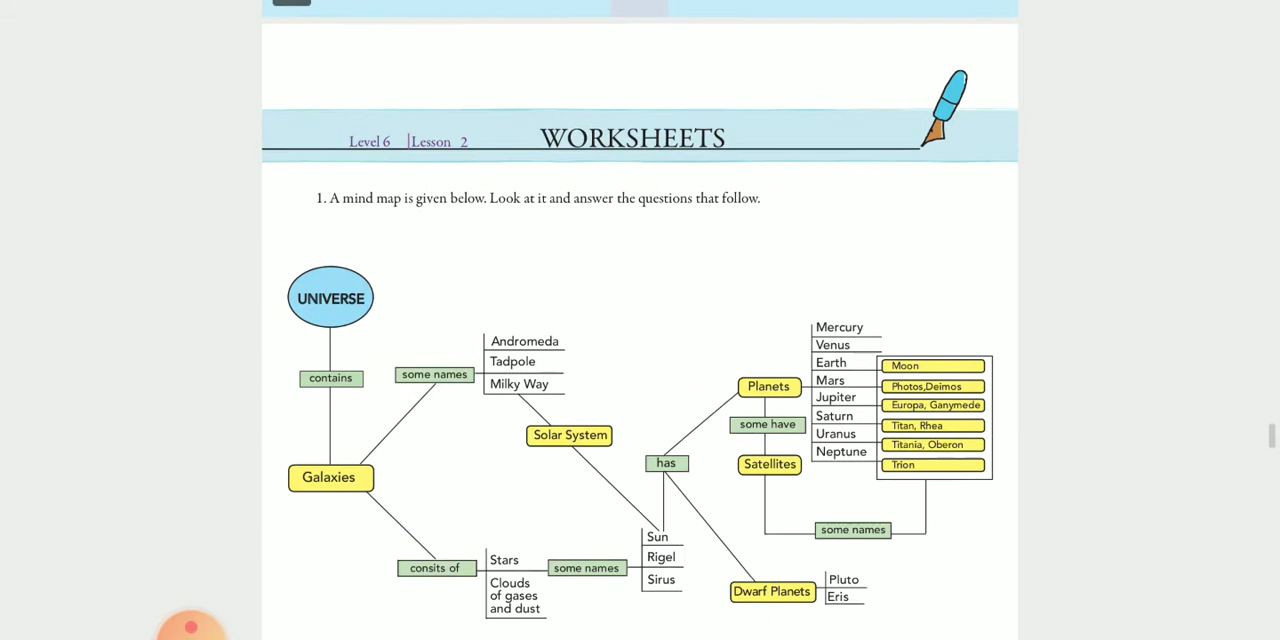 Level 6 |Lesson 2
WORKSHEETS
1. A mind map is given below. Look at it and answer the questions that follow.
UNIVERSE
contains
Galaxies
some names
Andromeda
Tadpole
Milky Way
Solar System
consits of
Stars
Clouds
of gases
and dust
some names
Sun
Rigel
Sirus
has
Planets
some have
Satellites
Mercury
Venus
Earth
Mars
Jupiter
Saturn
Uranus
Neptune
Moon
Photos,Deimos
Europa, Ganymede
Titan, Rhea
Titania, Oberon
Trion
some names
Dwarf Planets
Pluto
Eris